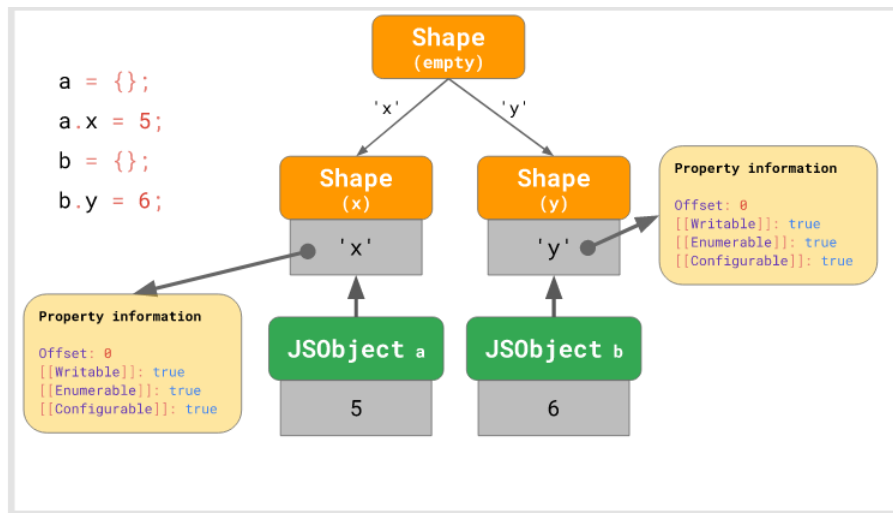 a = {};
a.x = 5;
b = {};
b.y = 6;
Shape
(empty)
'x'
'y'
Shape
(x)
'x'
Shape
(y)
'y'
Property information
Offset: 0
[[Writable]]: true
[[Enumerable]]: true
[[Configurable]]: true
Property information
Offset: 0
[[Writable]]: true
[[Enumerable]]: true
[[Configurable]]: true
JSObject a
5
JSObject b
6